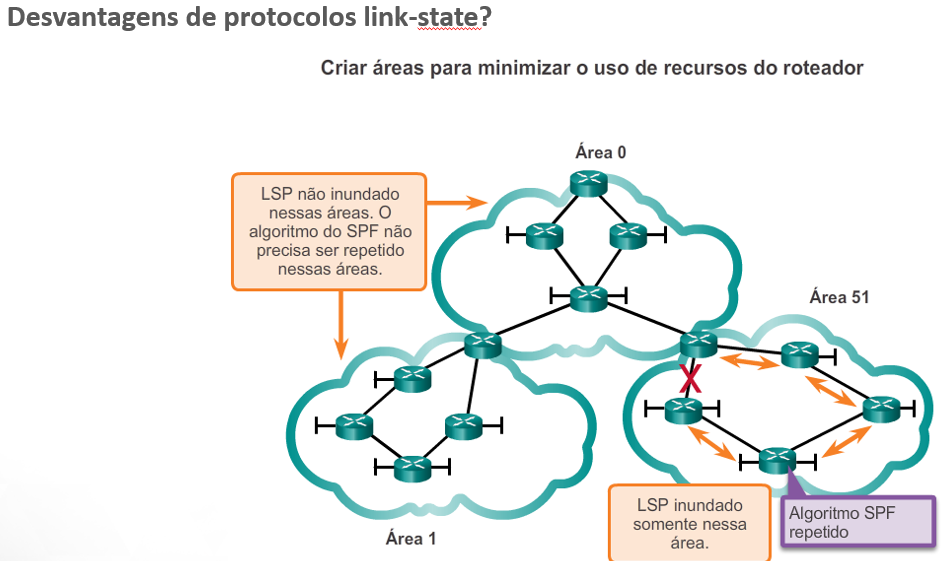 Desvantagens de protocolos link-state?
Criar áreas para minimizar o uso de recursos do roteador
Área 0
LSP não inundado
nessas áreas. O
algoritmo do SPF não
precisa ser repetido
nessas áreas.
Área 51
X
LSP inundado
somente nessa
área.
Algoritmo SPF
repetido
Área 1